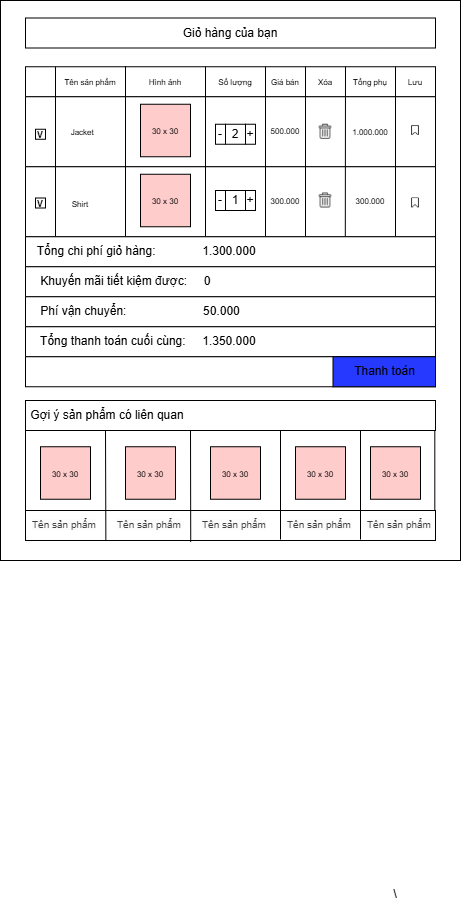 Giỏ hàng của bạn
Tên sản phẩm Hình ảnh Số lượng Giá bán Xóa Tổng phụ Lưu
V Jacket 30 x 30 - 2 + 500.000 1.000.000
V Shirt 30 x 30 - 1 + 300.000 300.000
Tổng chi phí giỏ hàng: 1.300.000
Khuyến mãi tiết kiệm được: 0
Phí vận chuyển: 50.000
Tổng thanh toán cuối cùng: 1.350.000
Thanh toán
Gợi ý sản phẩm có liên quan
30 x 30 30 x 30 30 x 30 30 x 30 30 x 30
Tên sản phẩm Tên sản phẩm Tên sản phẩm Tên sản phẩm Tên sản phẩm
\